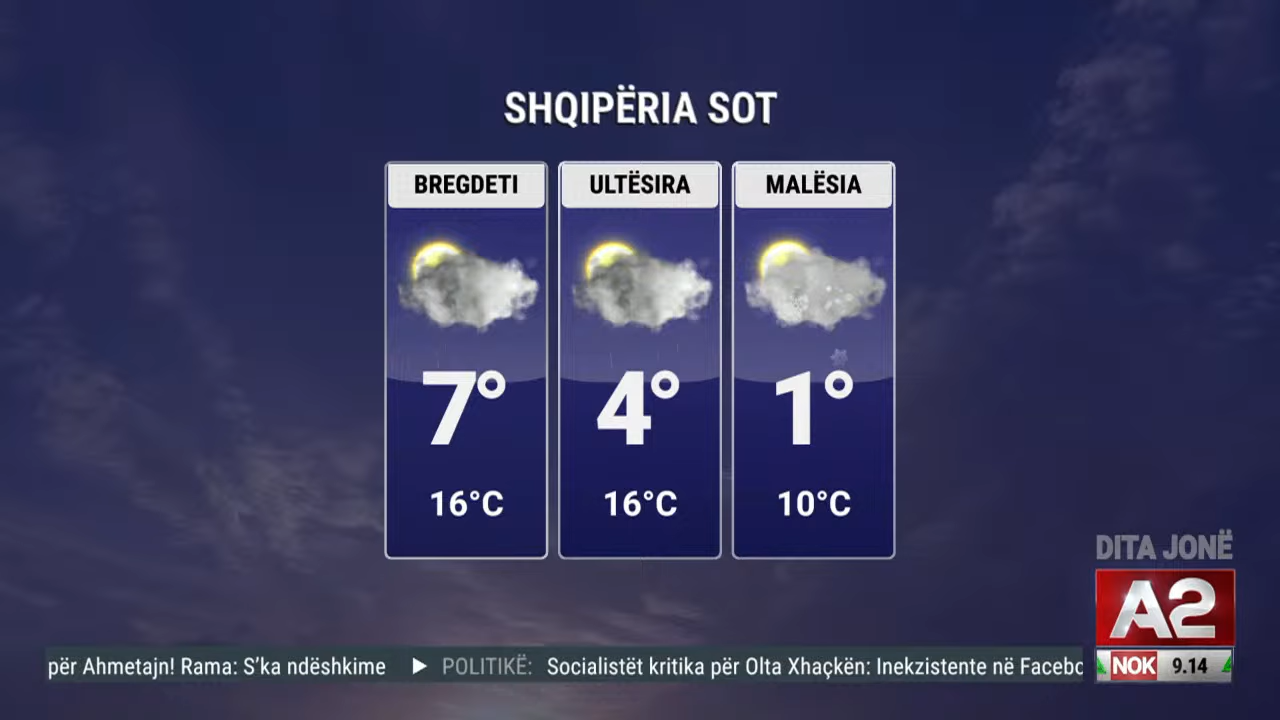 SHQIPËRIA SOT
BREGDETI
ULTËSIRA
MALËSIA
7°
4°
1°
16°C
16°C
10°C
DITA JONË
A2
për Ahmetajn! Rama: S'ka ndëshkime ▶ POLITIKË: Socialistët kritika për Olta Xhaçkën: Inekzistente në Facebo
NOK 9.14